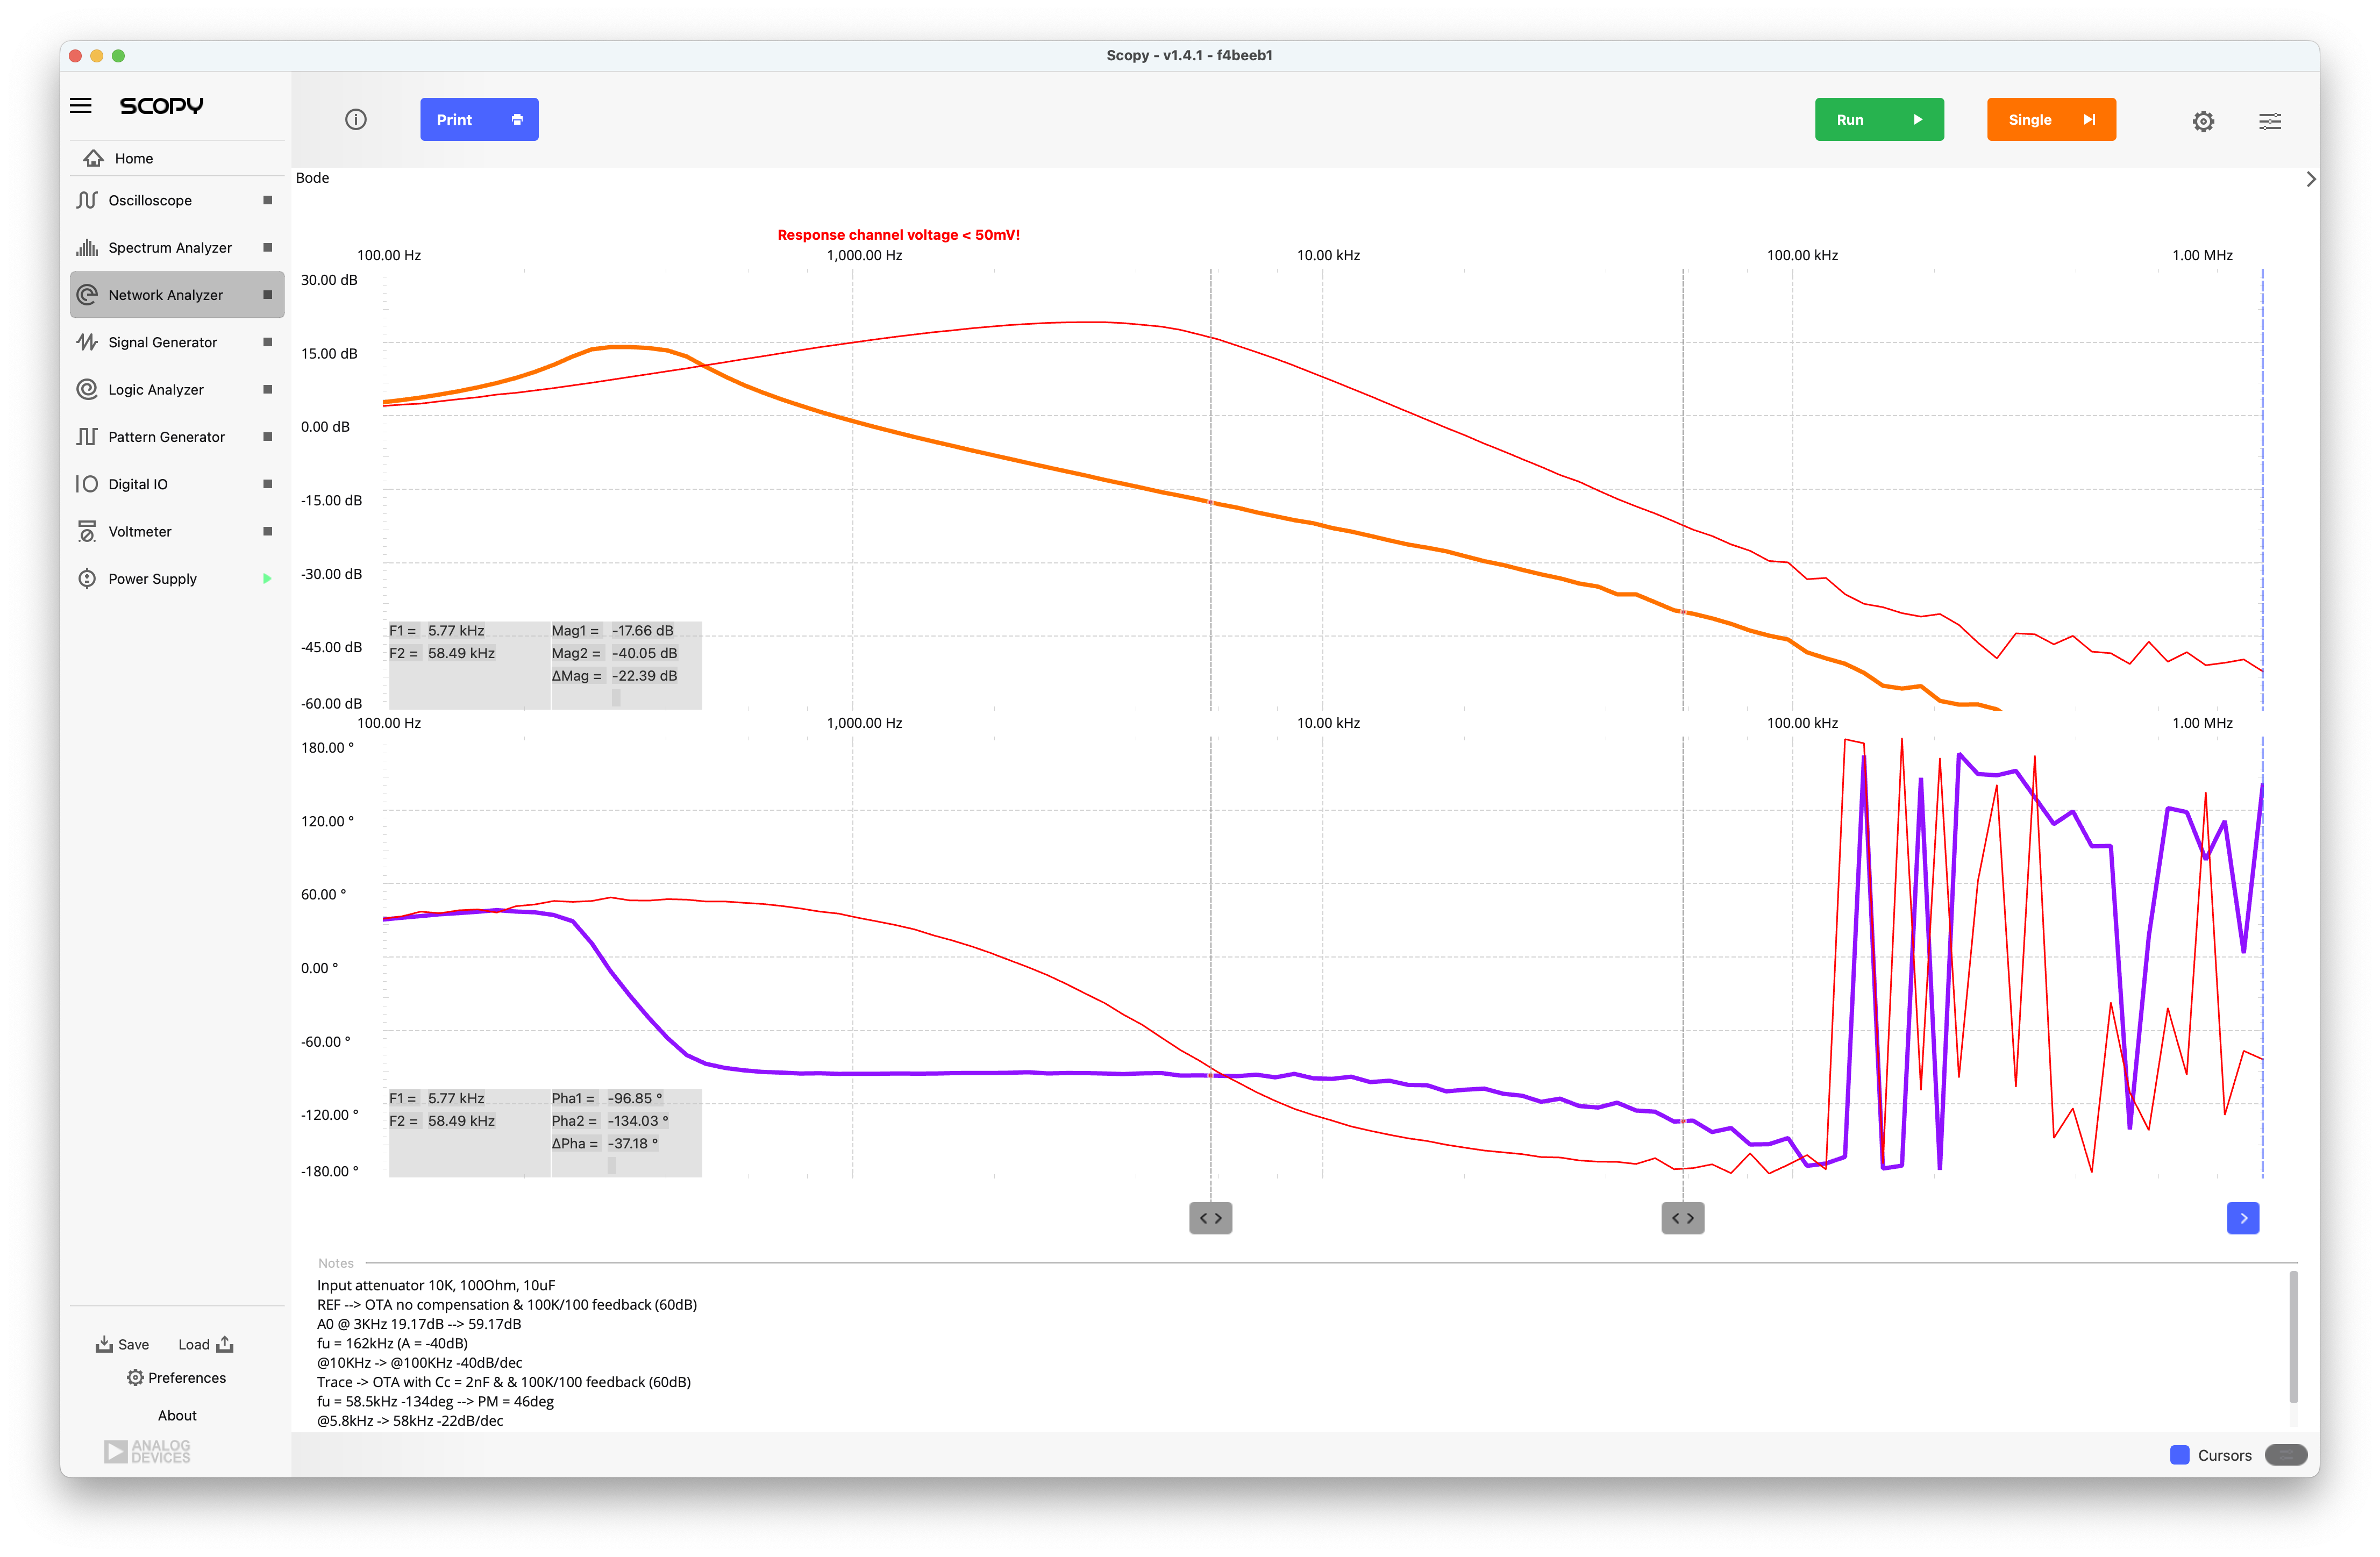 Scopy - v1.4.1 - f4beeb1
SCOPY
Print
Run
Single
Home
Oscilloscope
Spectrum Analyzer
Network Analyzer
Signal Generator
Logic Analyzer
Pattern Generator
Digital IO
Voltmeter
Power Supply
Bode
Response channel voltage < 50mV!
100.00 Hz 1,000.00 Hz 10.00 kHz 100.00 kHz 1.00 MHz
30.00 dB
15.00 dB
0.00 dB
-15.00 dB
-30.00 dB
-45.00 dB
-60.00 dB
F1 = 5.77 kHz Mag1 = -17.66 dB
F2 = 58.49 kHz Mag2 = -40.05 dB
ΔMag = -22.39 dB
100.00 Hz 1,000.00 Hz 10.00 kHz 100.00 kHz 1.00 MHz
180.00 °
120.00 °
60.00 °
0.00 °
-60.00 °
-120.00 °
-180.00 °
F1 = 5.77 kHz Pha1 = -96.85 °
F2 = 58.49 kHz Pha2 = -134.03 °
ΔPha = -37.18 °
Notes
Input attenuator 10K, 100Ohm, 10uF
REF --> OTA no compensation & 100K/100 feedback (60dB)
A0 @ 3KHz 19.17dB --> 59.17dB
fu = 162kHz (A = -40dB)
@10KHz -> @100KHz -40dB/dec
Trace -> OTA with Cc = 2nF & & 100K/100 feedback (60dB)
fu = 58.5kHz -134deg --> PM = 46deg
@5.8kHz -> 58kHz -22dB/dec
Save Load
Preferences
About
ANALOG
DEVICES
Cursors